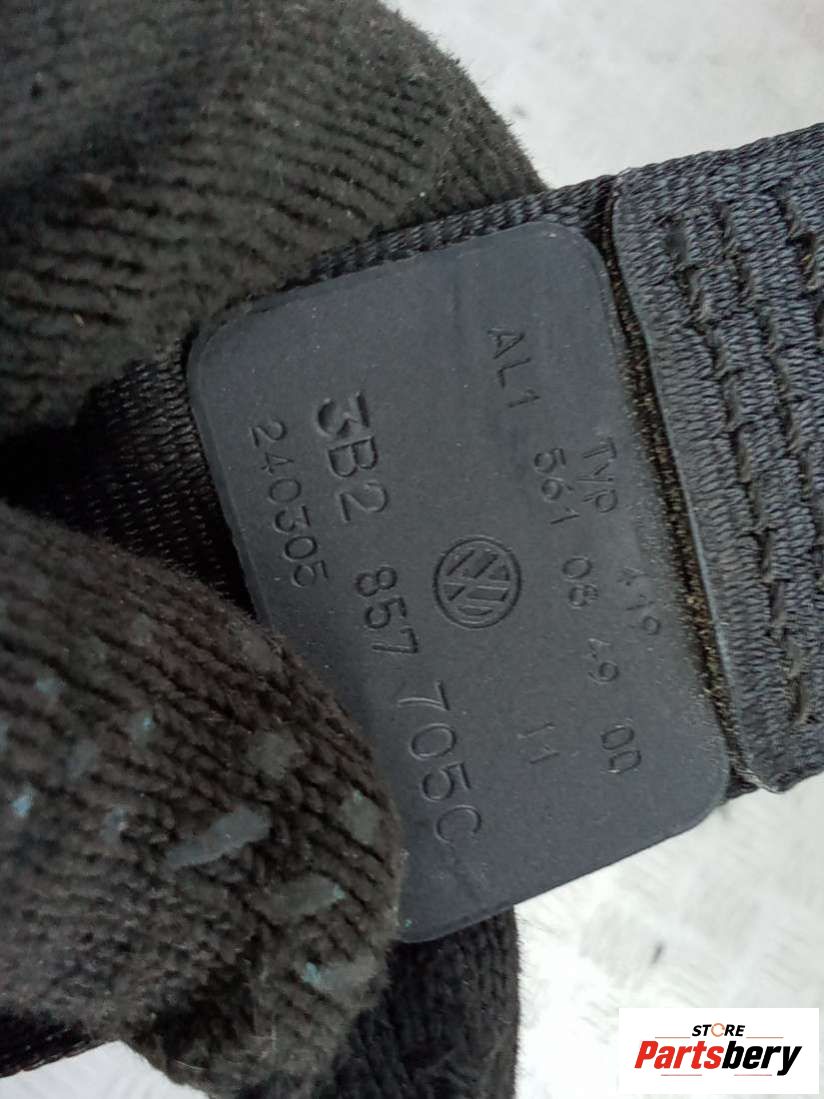 TYP 419
AL1 561 08 49 00
11
3B2 857 705C
240305
STORE
Partsbery